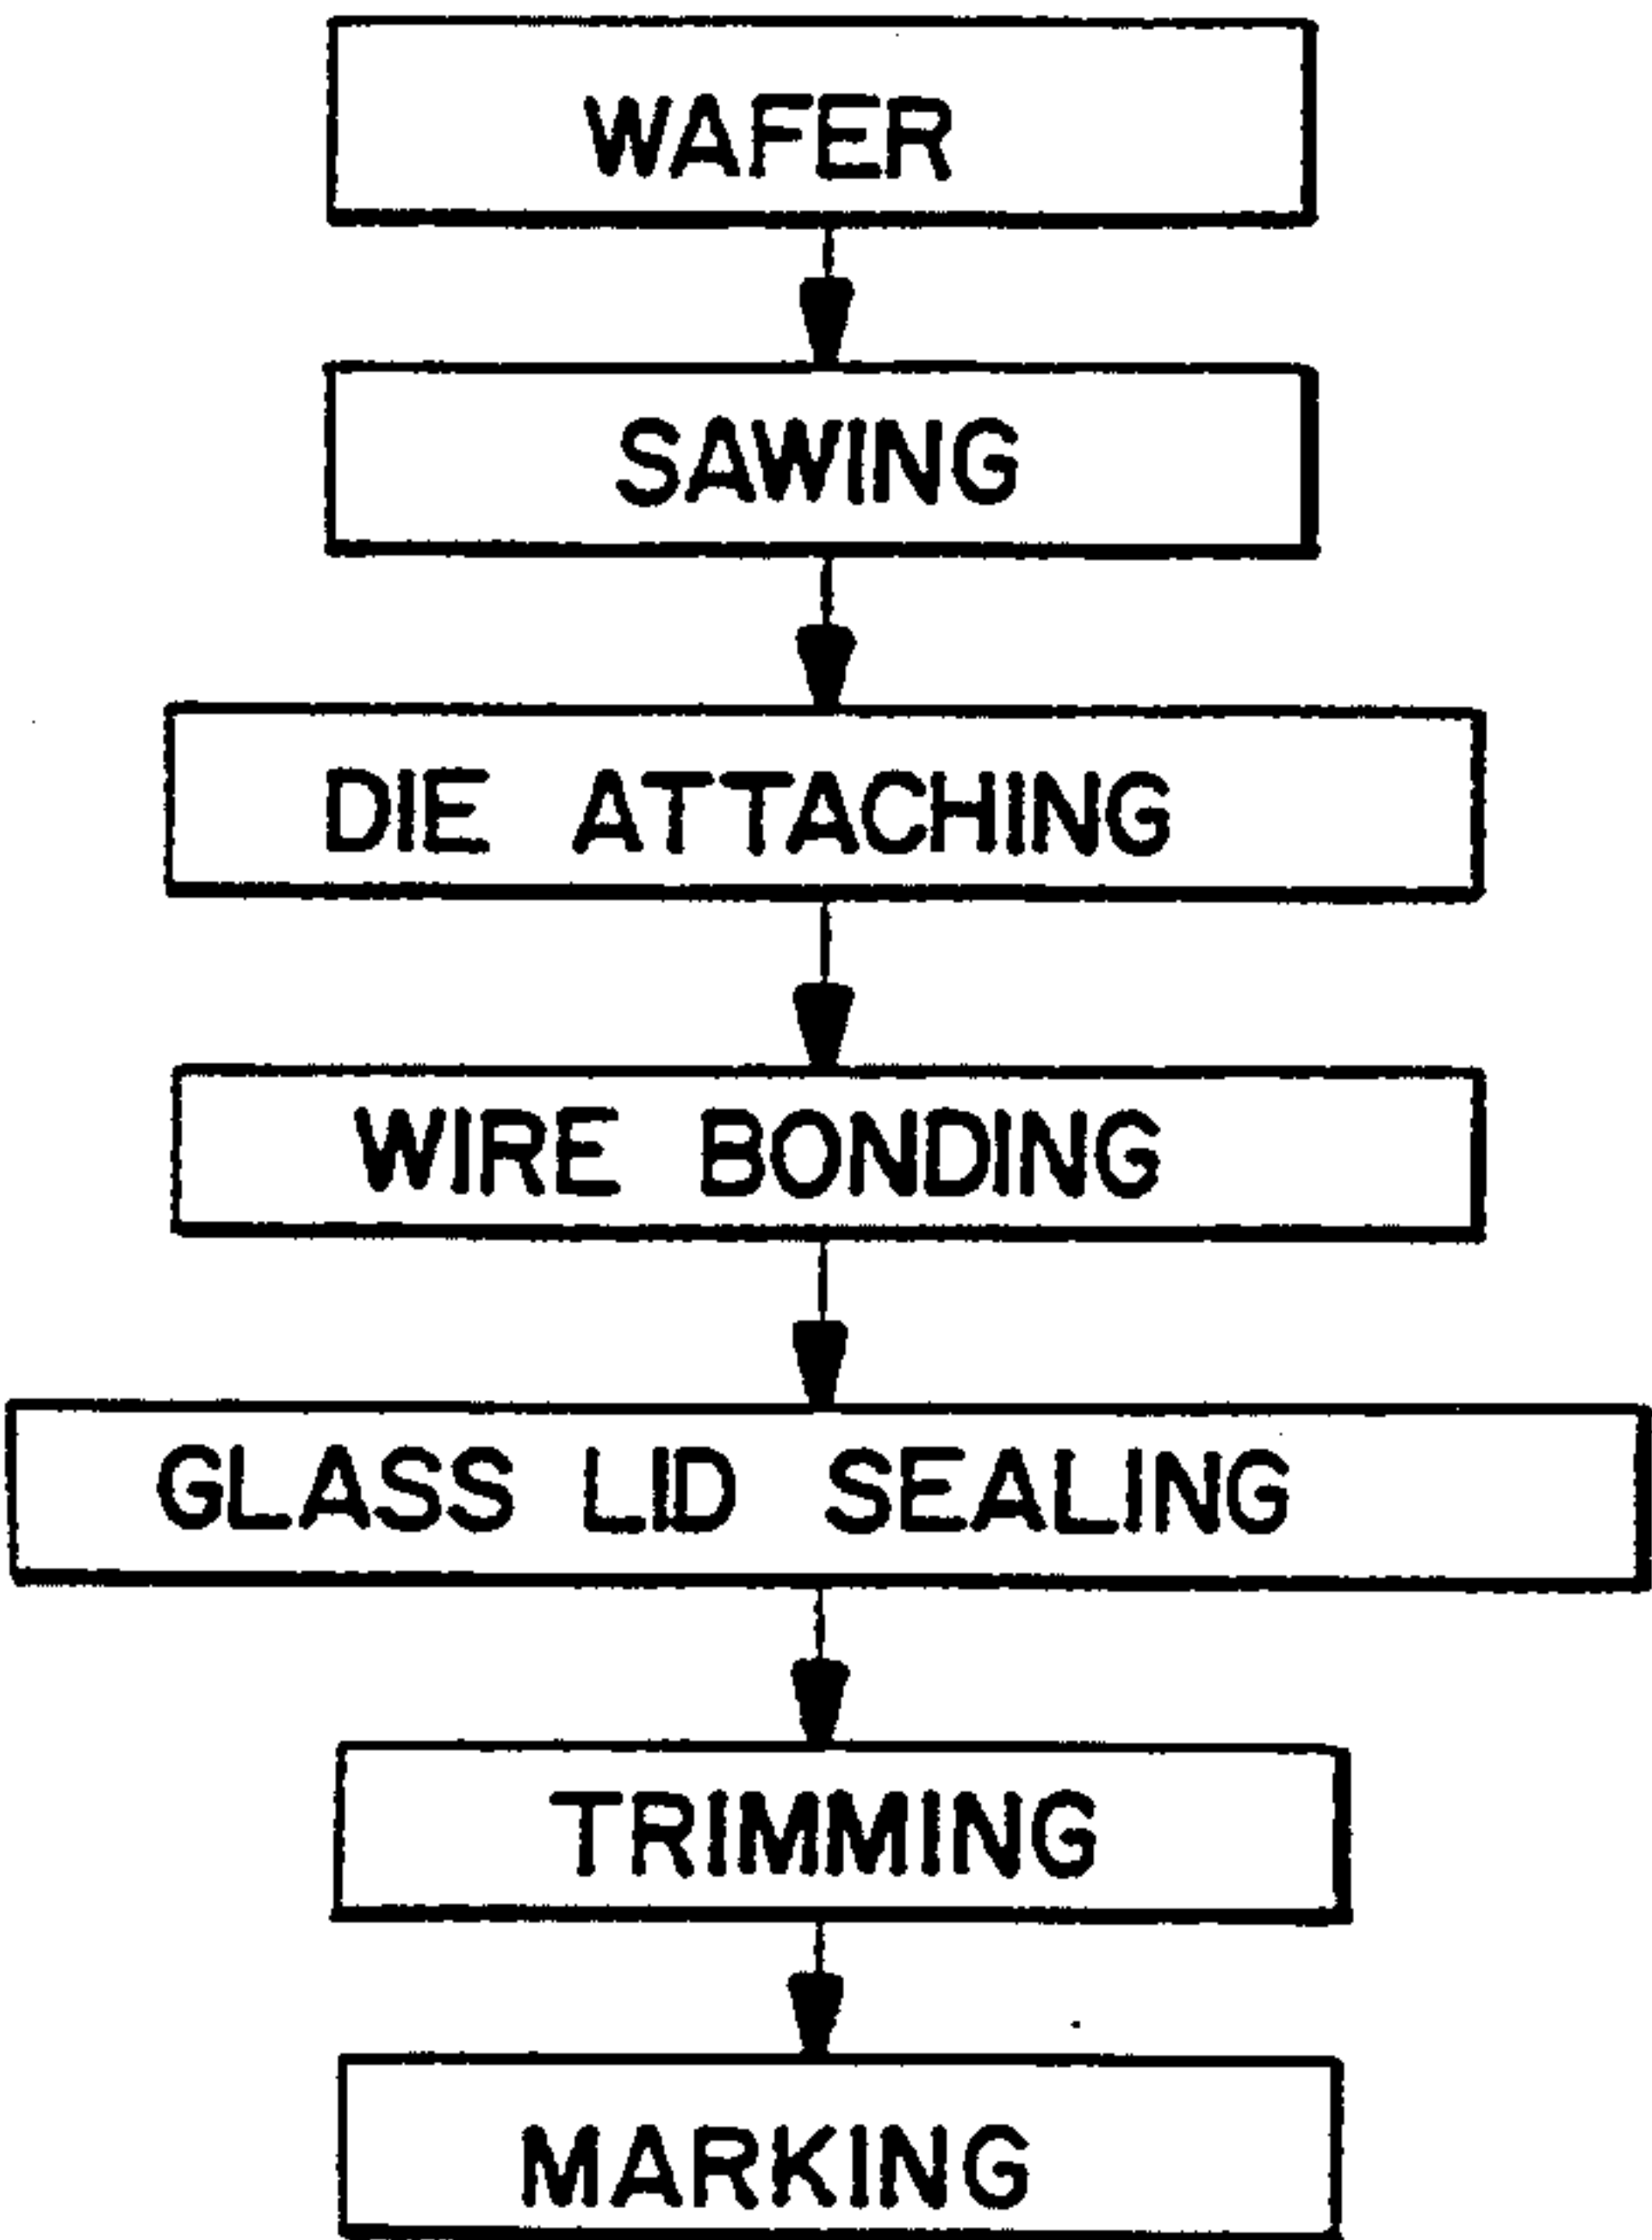 WAFER
SAWING
DIE ATTACHING
WIRE BONDING
GLASS LID SEALING
TRIMMING
MARKING